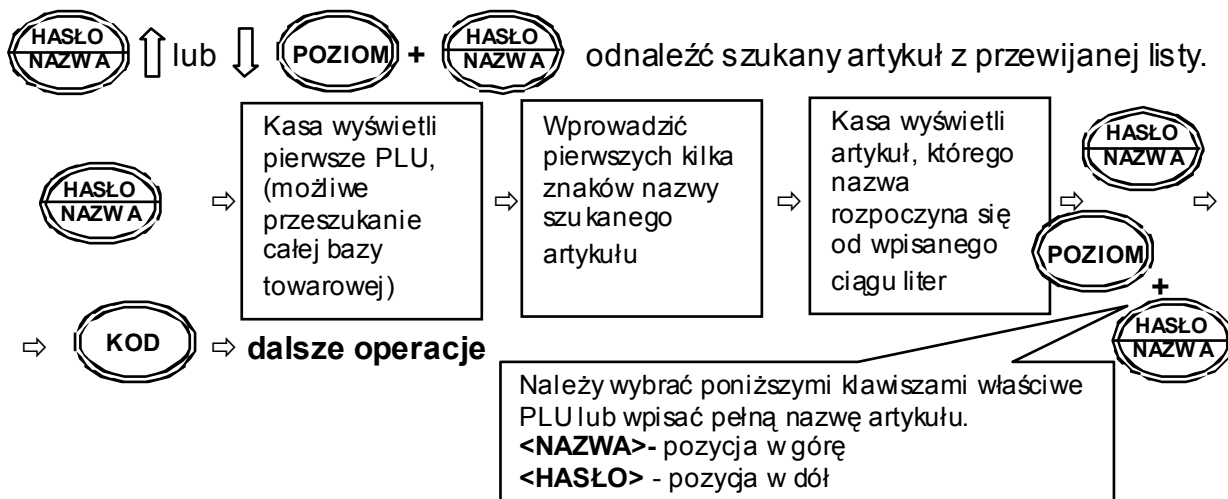 HASŁO
NAZWA
lub
POZIOM
+
HASŁO
NAZWA
odnaleźć szukany artykuł z przewijanej listy.
HASŁO
NAZWA
⇨
Kasa wyświetli
pierwsze PLU,
(możliwe
przeszukanie
całej bazy
towarowej)
⇨
Wprowadzić
pierwszych kilka
znaków nazwy
szukanego
artykułu
⇨
Kasa wyświetli
artykuł, którego
nazwa
rozpoczyna się
od wpisanego
ciągu liter
⇨
HASŁO
NAZWA
⇨
POZIOM
+
HASŁO
NAZWA
⇨
KOD
⇨ dalsze operacje
Należy wybrać poniższymi klawiszami właściwe
PLU lub wpisać pełną nazwę artykułu.
<NAZWA>- pozycja w górę
<HASŁO> - pozycja w dół